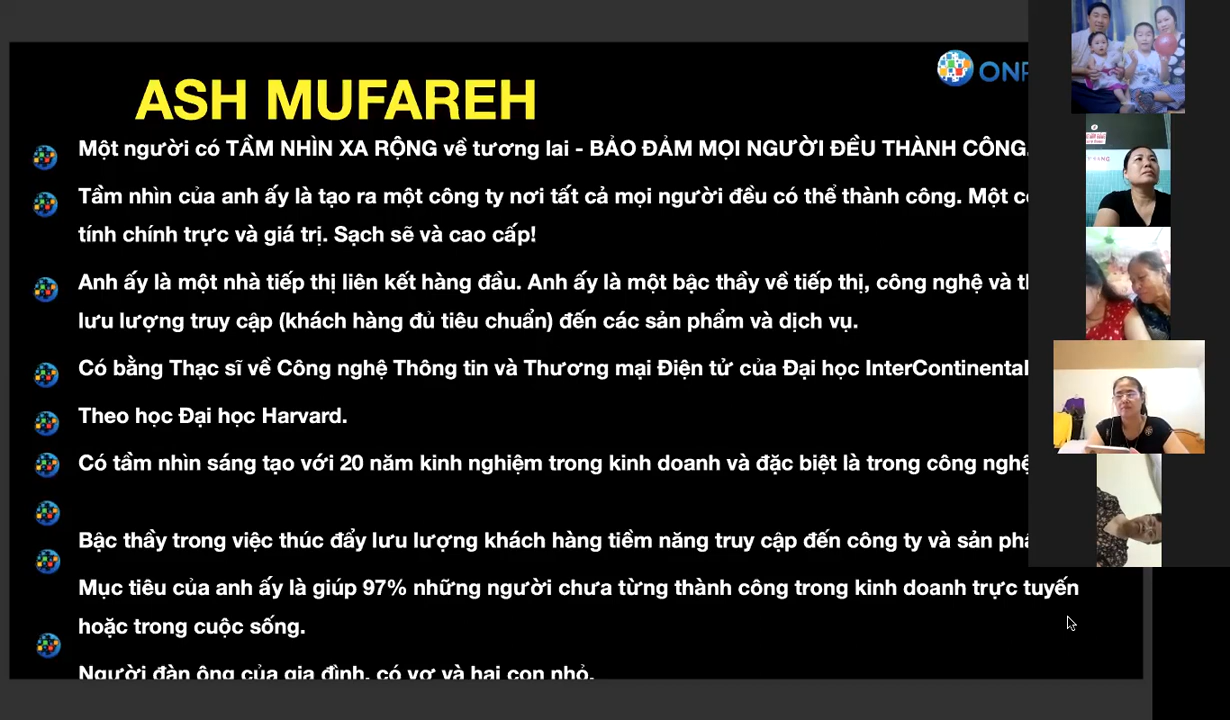 ASH MUFAREH
Một người có TẦM NHÌN XA RỘNG về tương lai - BẢO ĐẢM MỌI NGƯỜI ĐỀU THÀNH CÔNG.
Tầm nhìn của anh ấy là tạo ra một công ty nơi tất cả mọi người đều có thể thành công. Một
tính chính trực và giá trị. Sạch sẽ và cao cấp!
Anh ấy là một nhà tiếp thị liên kết hàng đầu. Anh ấy là một bậc thầy về tiếp thị, công nghệ và
lưu lượng truy cập (khách hàng đủ tiêu chuẩn) đến các sản phẩm và dịch vụ.
Có bằng Thạc sĩ về Công nghệ Thông tin và Thương mại Điện tử của Đại học InterContinental
Theo học Đại học Harvard.
Có tầm nhìn sáng tạo với 20 năm kinh nghiệm trong kinh doanh và đặc biệt là trong công nghệ
Bậc thầy trong việc thúc đẩy lưu lượng khách hàng tiềm năng truy cập đến công ty và sản
Mục tiêu của anh ấy là giúp 97% những người chưa từng thành công trong kinh doanh trực tuyến
hoặc trong cuộc sống.
Người đàn ông của gia đình, có vợ và hai con nhỏ.